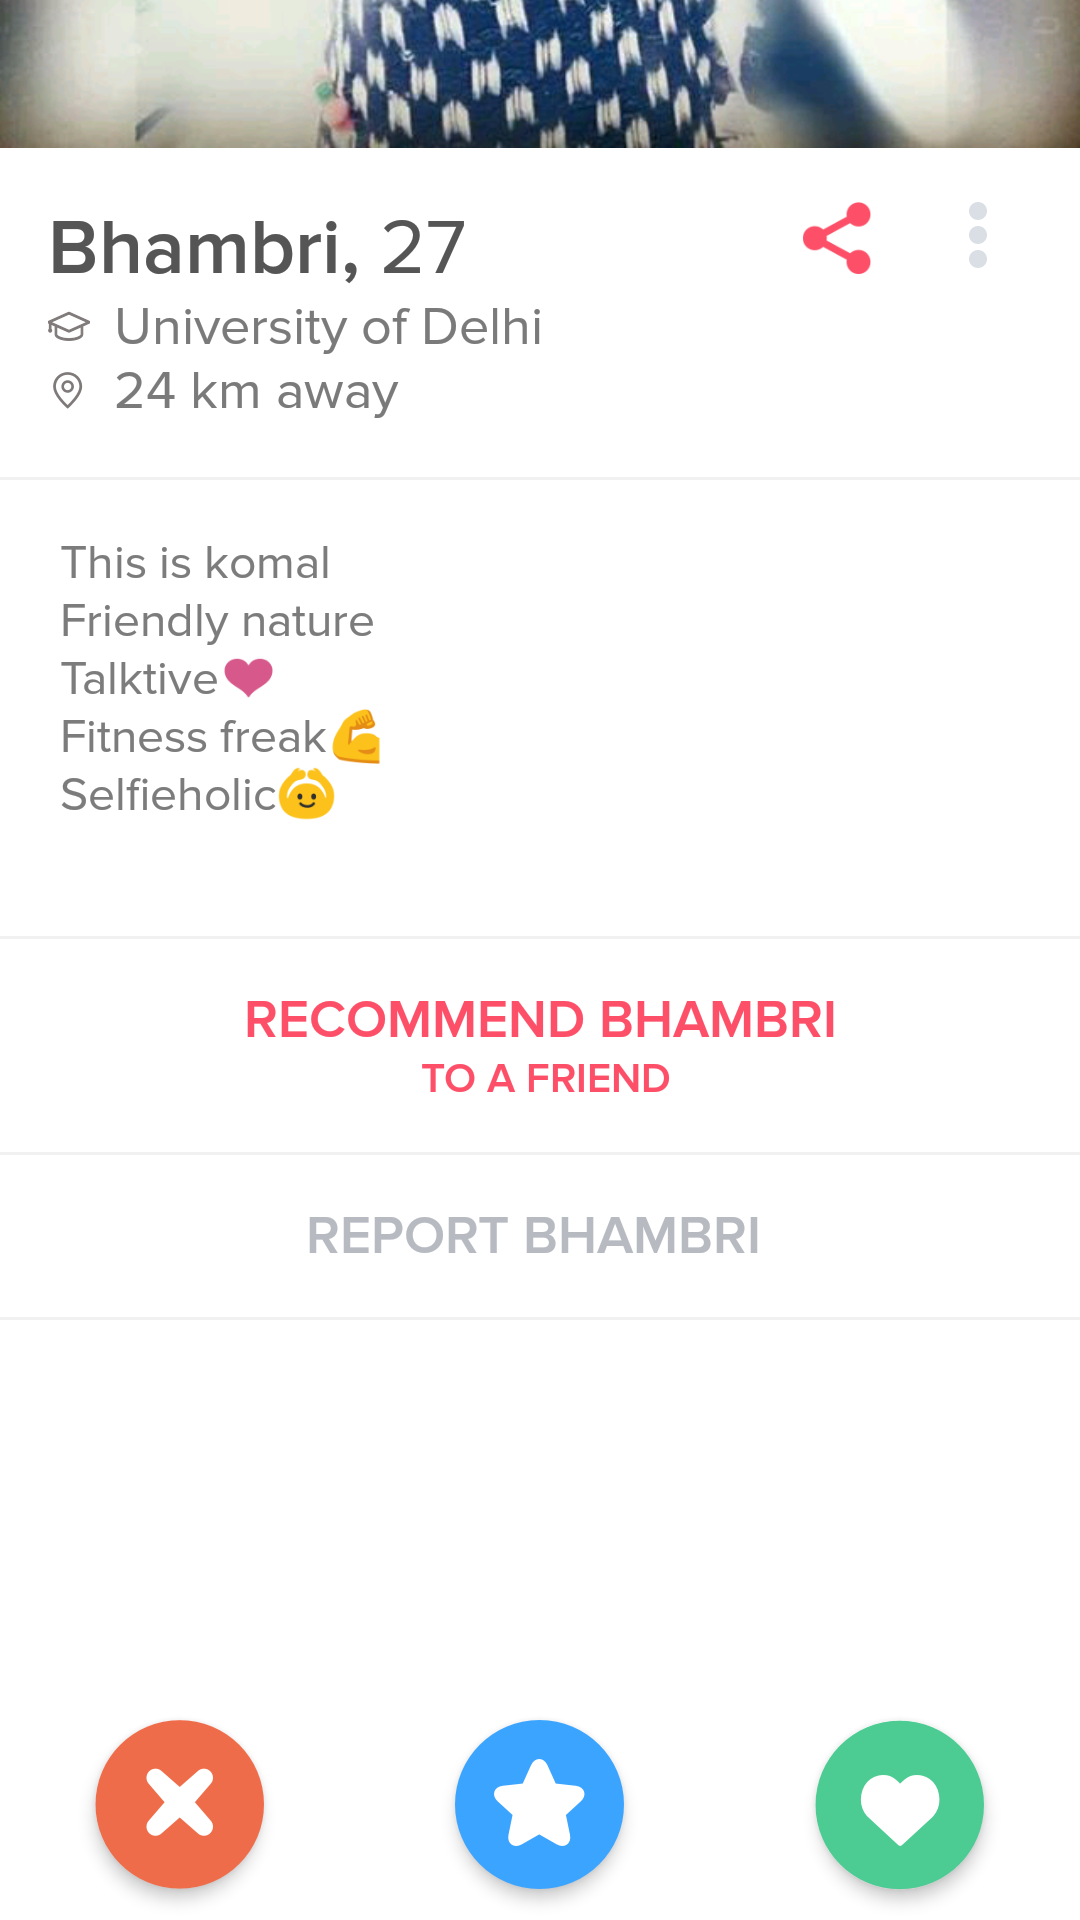 Bhambri, 27
University of Delhi
24 km away
This is komal
Friendly nature
Talktive❤
Fitness freak💪
Selfieholic🙆
RECOMMEND BHAMBRI
TO A FRIEND
REPORT BHAMBRI